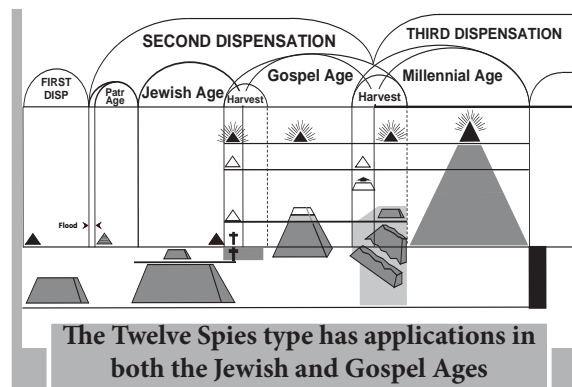 SECOND DISPENSATION
THIRD DISPENSATION
FIRST
DISP
Patr
Age
Jewish Age
Harvest
Gospel Age
Harvest
Millennial Age
Flood
The Twelve Spies type has applications in
both the Jewish and Gospel Ages